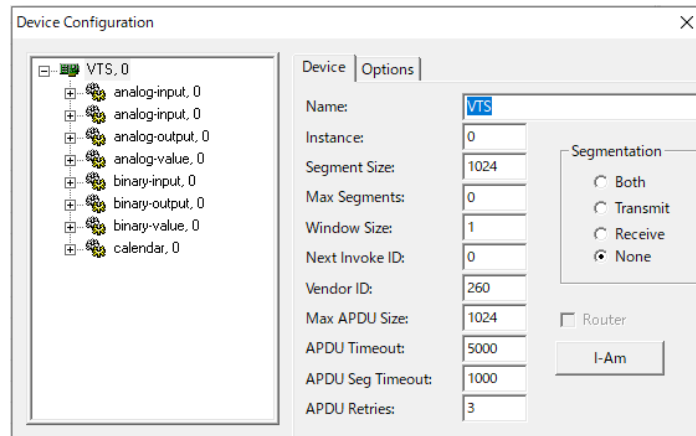 Device Configuration
VTS, 0
analog-input, 0
analog-input, 0
analog-output, 0
analog-value, 0
binary-input, 0
binary-output, 0
binary-value, 0
calendar, 0
Device
Options
Name: VTS
Instance: 0
Segment Size: 1024
Max Segments: 0
Window Size: 1
Next Invoke ID: 0
Vendor ID: 260
Max APDU Size: 1024
APDU Timeout: 5000
APDU Seg Timeout: 1000
APDU Retries: 3
Segmentation
Both
Transmit
Receive
None
Router
I-Am